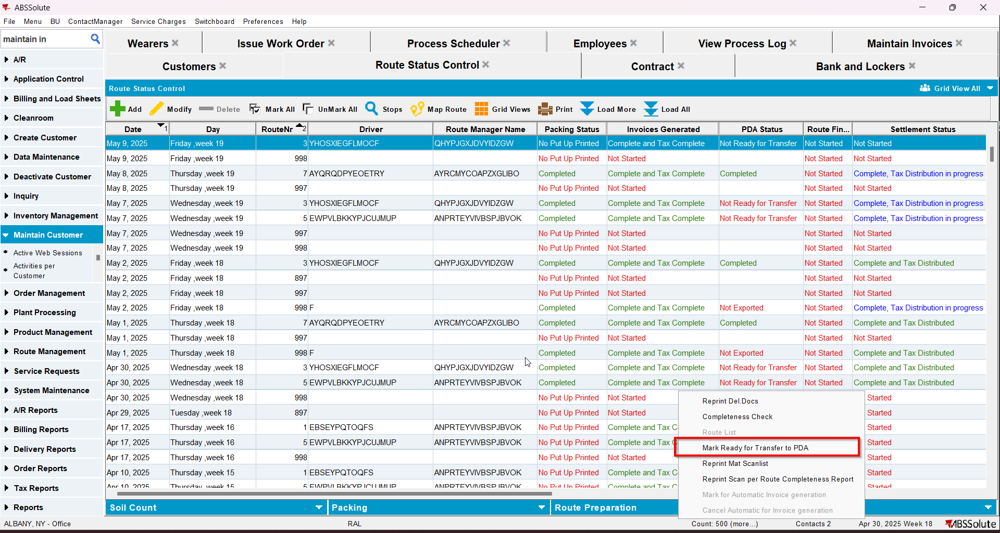 ABSSolute
File Menu BU ContactManager Service Charges Switchboard Preferences Help
maintain in
Wearers Issue Work Order Process Scheduler Employees View Process Log Maintain Invoices
Customers Route Status Control Contract Bank and Lockers
Route Status Control Grid View All
Add Modify Delete Mark All UnMark All Stops Map Route Grid Views Print Load More Load All
Date 1 Day RouteNr 2 Driver Route Manager Name Packing Status Invoices Generated PDA Status Route Fin... Settlement Status
May 9, 2025 Friday ,week 19 3 YHOSXIEGFLMOCF QHYPJGXJDVYIDZGW No Put Up Printed Complete and Tax Complete Not Ready for Transfer Not Started Not Started
May 9, 2025 Friday ,week 19 998 No Put Up Printed Not Started Not Started Not Started
May 8, 2025 Thursday ,week 19 7 AYQRQDPYEOETRY AYRCMYCOAPZXGLIBO Completed Complete and Tax Complete Completed Not Started Complete, Tax Distribution in progress
May 8, 2025 Thursday ,week 19 997 No Put Up Printed Not Started Not Started Not Started
May 7, 2025 Wednesday ,week 19 3 YHOSXIEGFLMOCF QHYPJGXJDVYIDZGW Completed Complete and Tax Complete Not Ready for Transfer Not Started Complete, Tax Distribution in progress
May 7, 2025 Wednesday ,week 19 5 EWPVLBKKYPJCUJMUP ANPRTEYVIVBSPJBVOK Completed Complete and Tax Complete Not Ready for Transfer Not Started Complete, Tax Distribution in progress
May 7, 2025 Wednesday ,week 19 997 No Put Up Printed Not Started Not Started Not Started
May 7, 2025 Wednesday ,week 19 998 No Put Up Printed Not Started Not Started Not Started
May 2, 2025 Friday ,week 18 3 YHOSXIEGFLMOCF QHYPJGXJDVYIDZGW Completed Complete and Tax Complete Completed Not Started Complete and Tax Distributed
May 2, 2025 Friday ,week 18 897 No Put Up Printed Not Started Not Started Not Started
May 2, 2025 Friday ,week 18 997 No Put Up Printed Not Started Not Started Not Started
May 2, 2025 Friday ,week 18 998 F Completed Complete and Tax Complete Not Exported Not Started Complete, Tax Distribution in progress
May 1, 2025 Thursday ,week 18 7 AYQRQDPYEOETRY AYRCMYCOAPZXGLIBO Completed Complete and Tax Complete Completed Not Started Complete and Tax Distributed
May 1, 2025 Thursday ,week 18 997 No Put Up Printed Not Started Not Started Not Started
May 1, 2025 Thursday ,week 18 998 F Completed Complete and Tax Complete Not Exported Not Started Complete and Tax Distributed
Apr 30, 2025 Wednesday ,week 18 3 YHOSXIEGFLMOCF QHYPJGXJDVYIDZGW Completed Complete and Tax Complete Not Ready for Transfer Not Started Complete and Tax Distributed
Apr 30, 2025 Wednesday ,week 18 5 EWPVLBKKYPJCUJMUP ANPRTEYVIVBSPJBVOK Completed Complete and Tax Complete Not Ready for Transfer Not Started Complete and Tax Distributed
Apr 30, 2025 Wednesday ,week 18 998 No Put Up Printed Not Started Started
Apr 29, 2025 Tuesday ,week 18 897 No Put Up Printed Not Started Started
Apr 17, 2025 Thursday ,week 16 1 EBSEYPQTOQFS ANPRTEYVIVBSPJBVOK No Put Up Printed Complete and Tax C Started
Apr 17, 2025 Thursday ,week 16 5 EWPVLBKKYPJCUJMUP ANPRTEYVIVBSPJBVOK No Put Up Printed Complete and Tax C Started
Apr 17, 2025 Thursday ,week 16 998 No Put Up Printed Not Started Started
Apr 10, 2025 Thursday ,week 15 1 EBSEYPQTOQFS ANPRTEYVIVBSPJBVOK No Put Up Printed Complete and Tax C Started
Apr 10, 2025 Thursday ,week 15 5 EWPVLBKKYPJCUJMUP ANPRTEYVIVBSPJBVOK No Put Up Printed Complete and Tax C Started
A/R
Application Control
Billing and Load Sheets
Cleanroom
Create Customer
Data Maintenance
Deactivate Customer
Inquiry
Inventory Management
Maintain Customer
Active Web Sessions
Activities per
Customer
Order Management
Plant Processing
Product Management
Route Management
Service Requests
System Maintenance
A/R Reports
Billing Reports
Delivery Reports
Order Reports
Tax Reports
Reports
Reprint Del.Docs
Completeness Check
Route List
Mark Ready for Transfer to PDA
Reprint Mat Scanlist
Reprint Scan per Route Completeness Report
Mark for Automatic Invoice generation
Cancel Automatic for Invoice generation
Soil Count Packing Route Preparation
ALBANY, NY - Office RAL Count: 500 (more...) Contacts 2 Apr 30, 2025 Week 18 ABSSolute